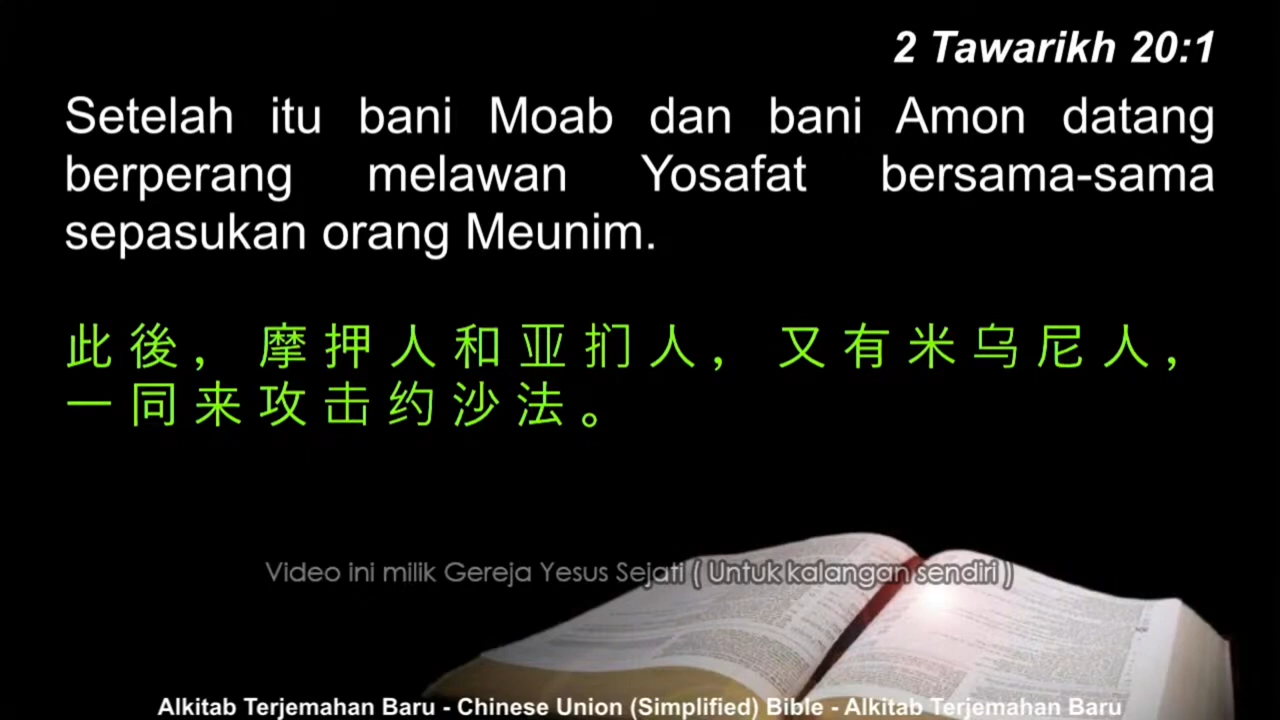 2 Tawarikh 20:1
Setelah itu bani Moab dan bani Amon datang
berperang melawan Yosafat bersama-sama
sepasukan orang Meunim.
此後，摩押人和亚扪人，又有米乌尼人，
一同来攻击约沙法。
Video ini milik Gereja Yesus Sejati ( Untuk kalangan sendiri )
Alkitab Terjemahan Baru - Chinese Union (Simplified) Bible - Alkitab Terjemahan Baru